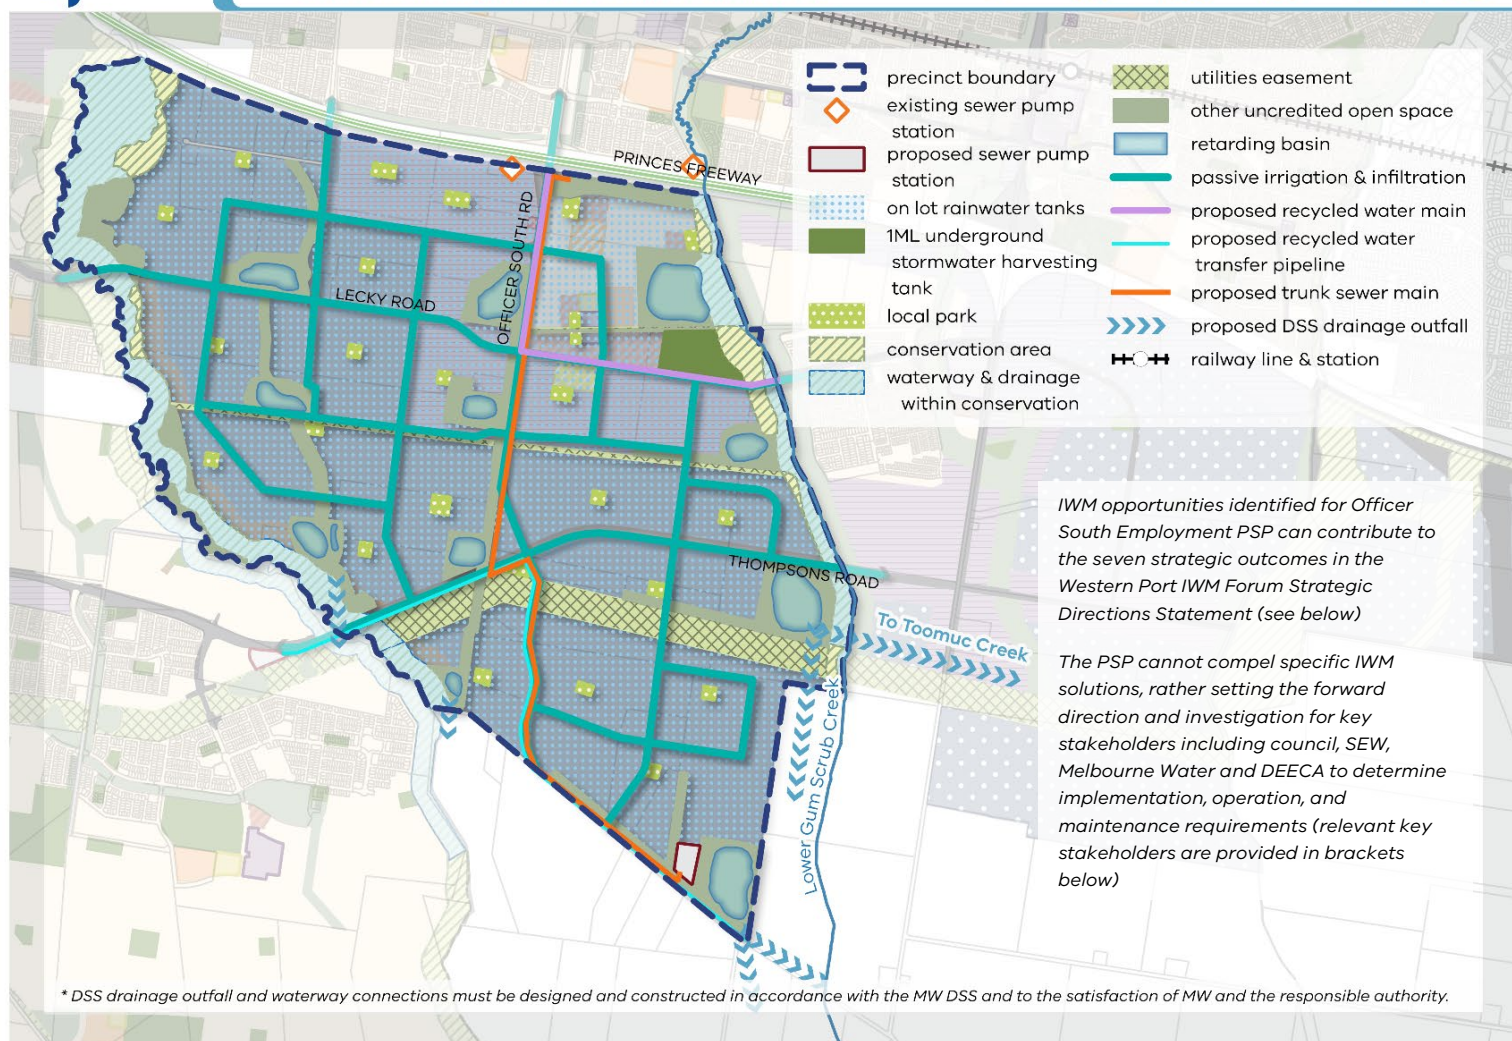 precinct boundary
existing sewer pump
station
proposed sewer pump
station
on lot rainwater tanks
1ML underground
stormwater harvesting
tank
local park
conservation area
waterway & drainage
within conservation
utilities easement
other uncredited open space
retarding basin
passive irrigation & infiltration
proposed recycled water main
proposed recycled water
transfer pipeline
proposed trunk sewer main
proposed DSS drainage outfall
railway line & station
PRINCES FREEWAY
OFFICER SOUTH RD
LECKY ROAD
THOMPSONS ROAD
To Toomuc Creek
Lower Gum Scrub Creek
IWM opportunities identified for Officer
South Employment PSP can contribute to
the seven strategic outcomes in the
Western Port IWM Forum Strategic
Directions Statement (see below)
The PSP cannot compel specific IWM
solutions, rather setting the forward
direction and investigation for key
stakeholders including council, SEW,
Melbourne Water and DEECA to determine
implementation, operation, and
maintenance requirements (relevant key
stakeholders are provided in brackets
below)
* DSS drainage outfall and waterway connections must be designed and constructed in accordance with the MW DSS and to the satisfaction of MW and the responsible authority.